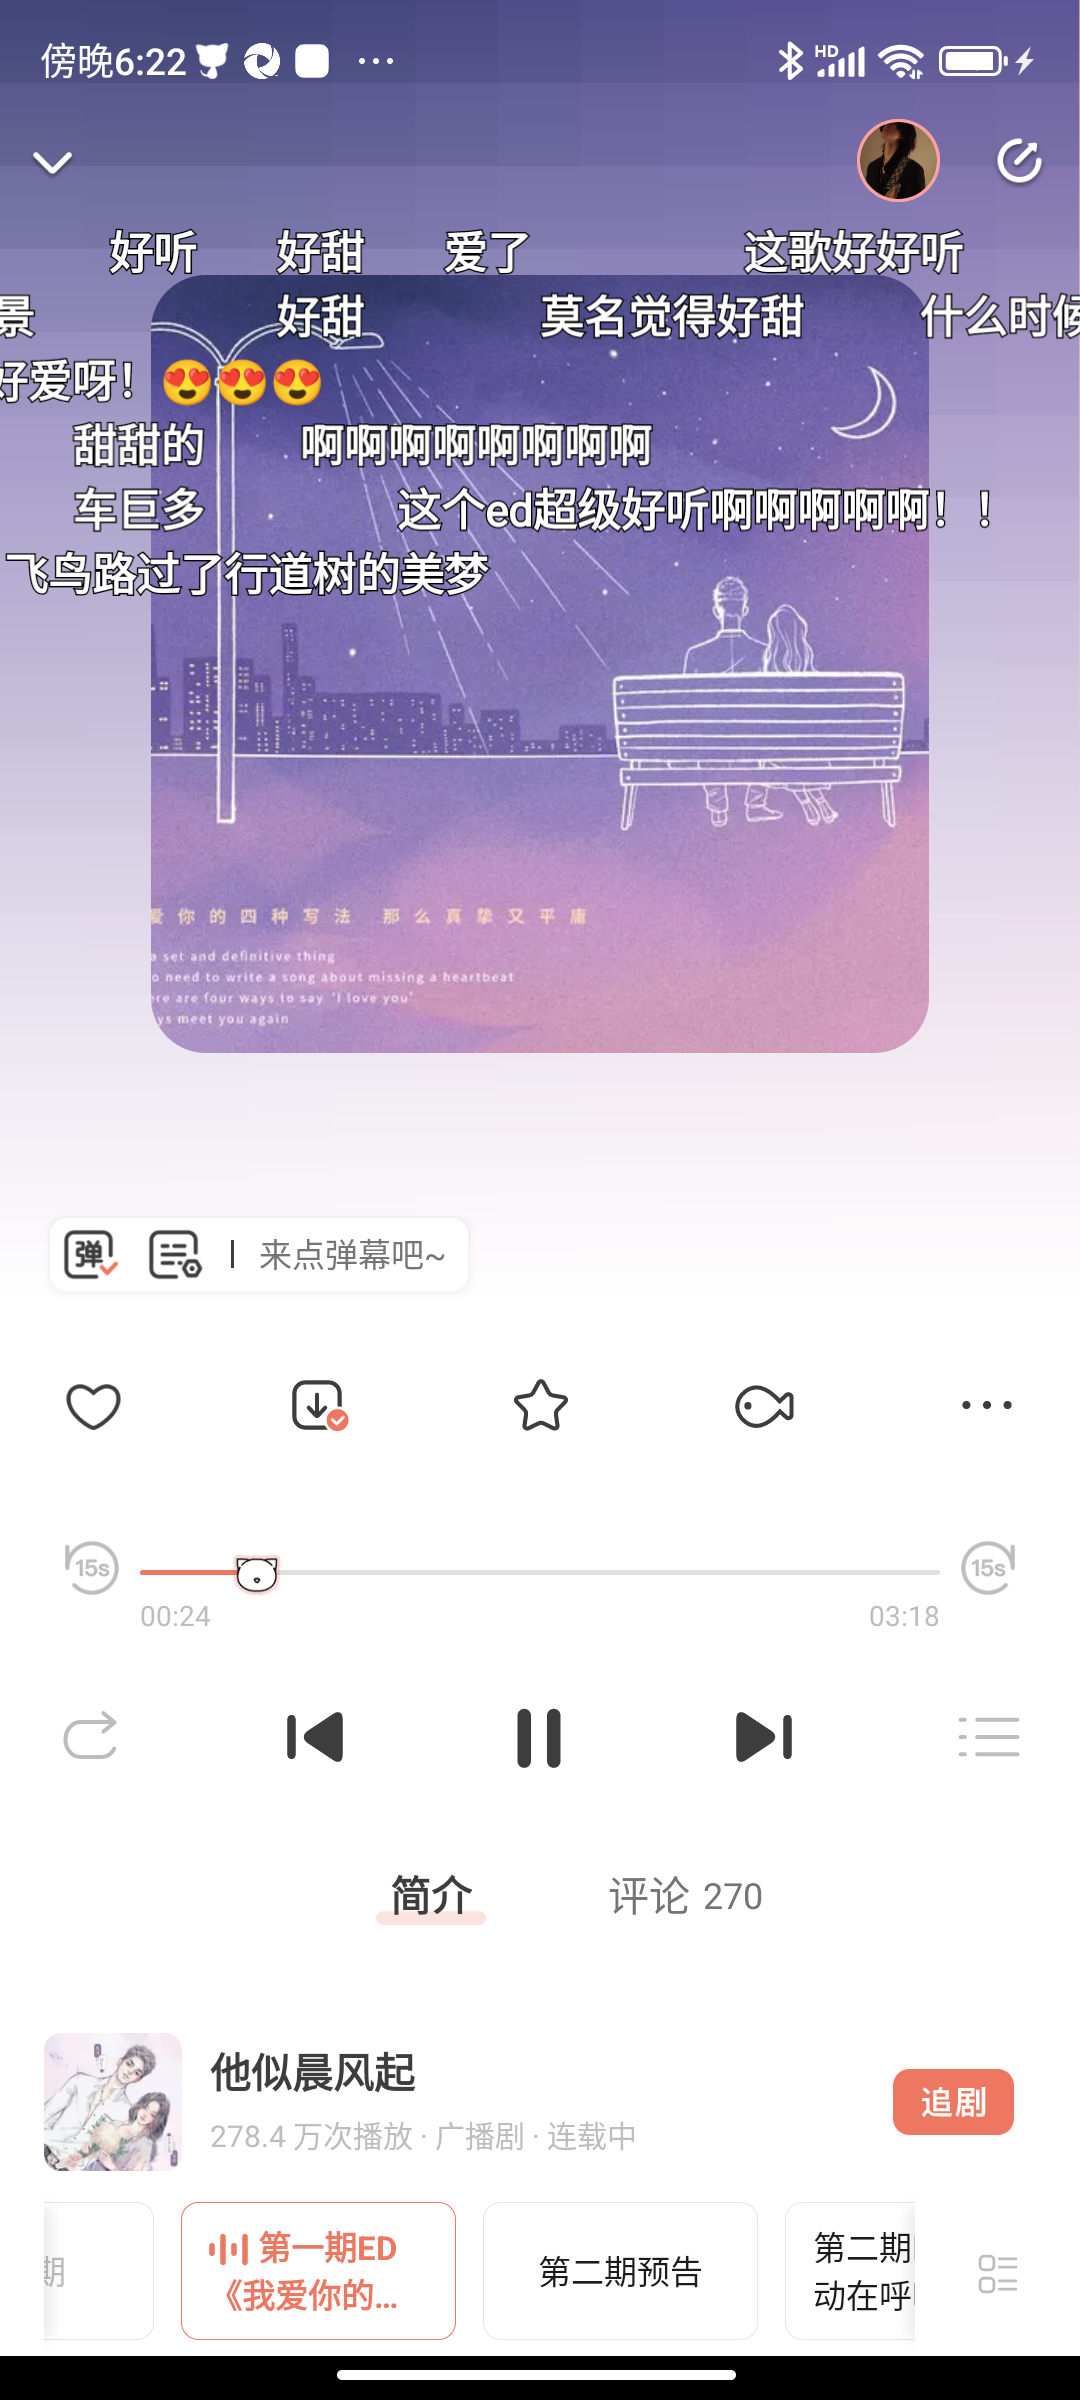 傍晚6:22
HD
好听 好甜 爱了 这歌好好听
景 好甜 莫名觉得好甜 什么时候
好爱呀！😍😍😍
甜甜的 啊啊啊啊啊啊啊啊
车巨多 这个ed超级好听啊啊啊啊啊！！
飞鸟路过了行道树的美梦
爱你的四种写法 那么真挚又平庸
a set and definitive thing
o need to write a song about missing a heartbeat
ere are four ways to say 'I love you'
ys meet you again
弹 来点弹幕吧~
15s 15s
00:24 03:18
简介 评论 270
他似晨风起
278.4 万次播放 · 广播剧 · 连载中
追剧
期
第一期ED
《我爱你的...
第二期预告
第二期
动在呼